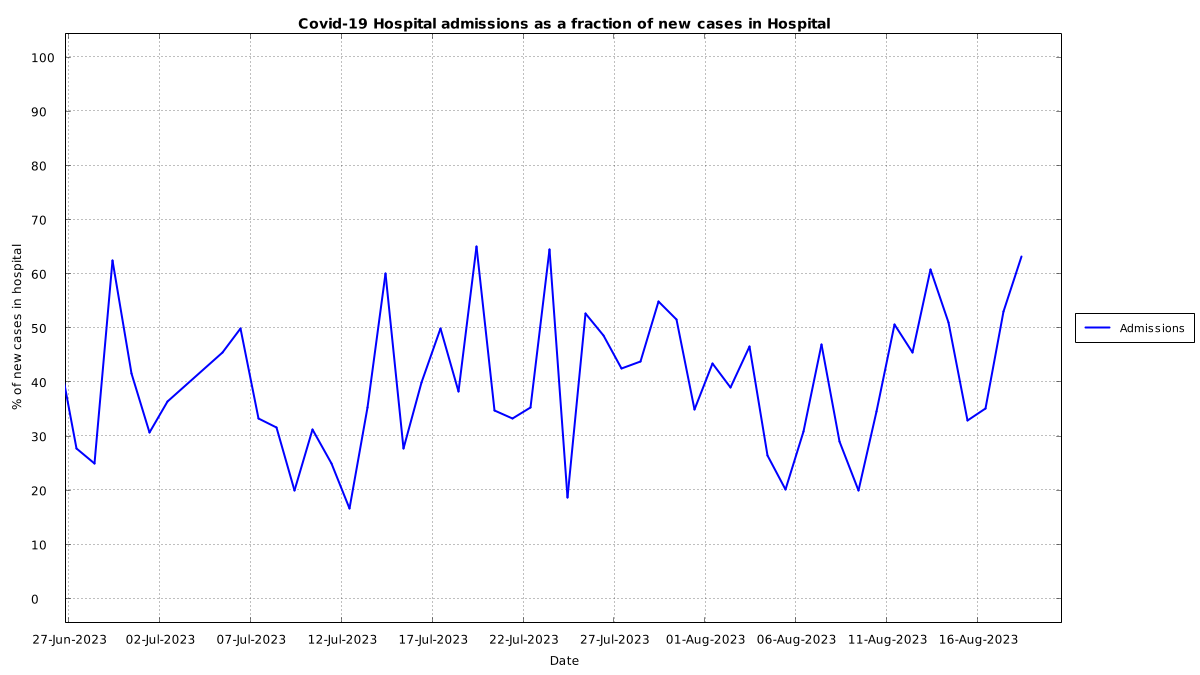 Covid-19 Hospital admissions as a fraction of new cases in Hospital
100
90
80
70
60
50
40
30
20
10
0
% of new cases in hospital
Admissions
27-Jun-2023 02-Jul-2023 07-Jul-2023 12-Jul-2023 17-Jul-2023 22-Jul-2023 27-Jul-2023 01-Aug-2023 06-Aug-2023 11-Aug-2023 16-Aug-2023
Date